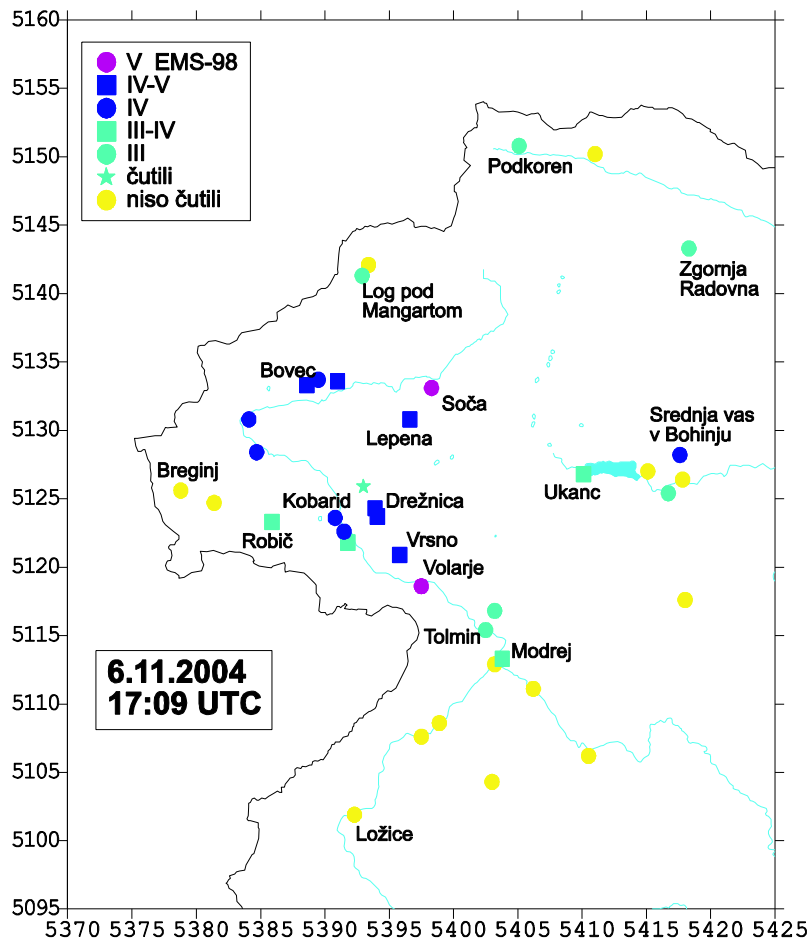 5160
V EMS-98
IV-V
IV
III-IV
III
čutili
niso čutili
5155
5150
Podkoren
5145
Zgornja
Radovna
5140
Log pod
Mangartom
5135
Bovec
Soča
5130
Lepena
Srednja vas
v Bohinju
Breginj
5125
Ukanc
Kobarid
Drežnica
Robič
Vrsno
5120
Volarje
5115
Tolmin
Modrej
6.11.2004
17:09 UTC
5110
5105
5100
Ložice
5095
5370 5375 5380 5385 5390 5395 5400 5405 5410 5415 5420 5425